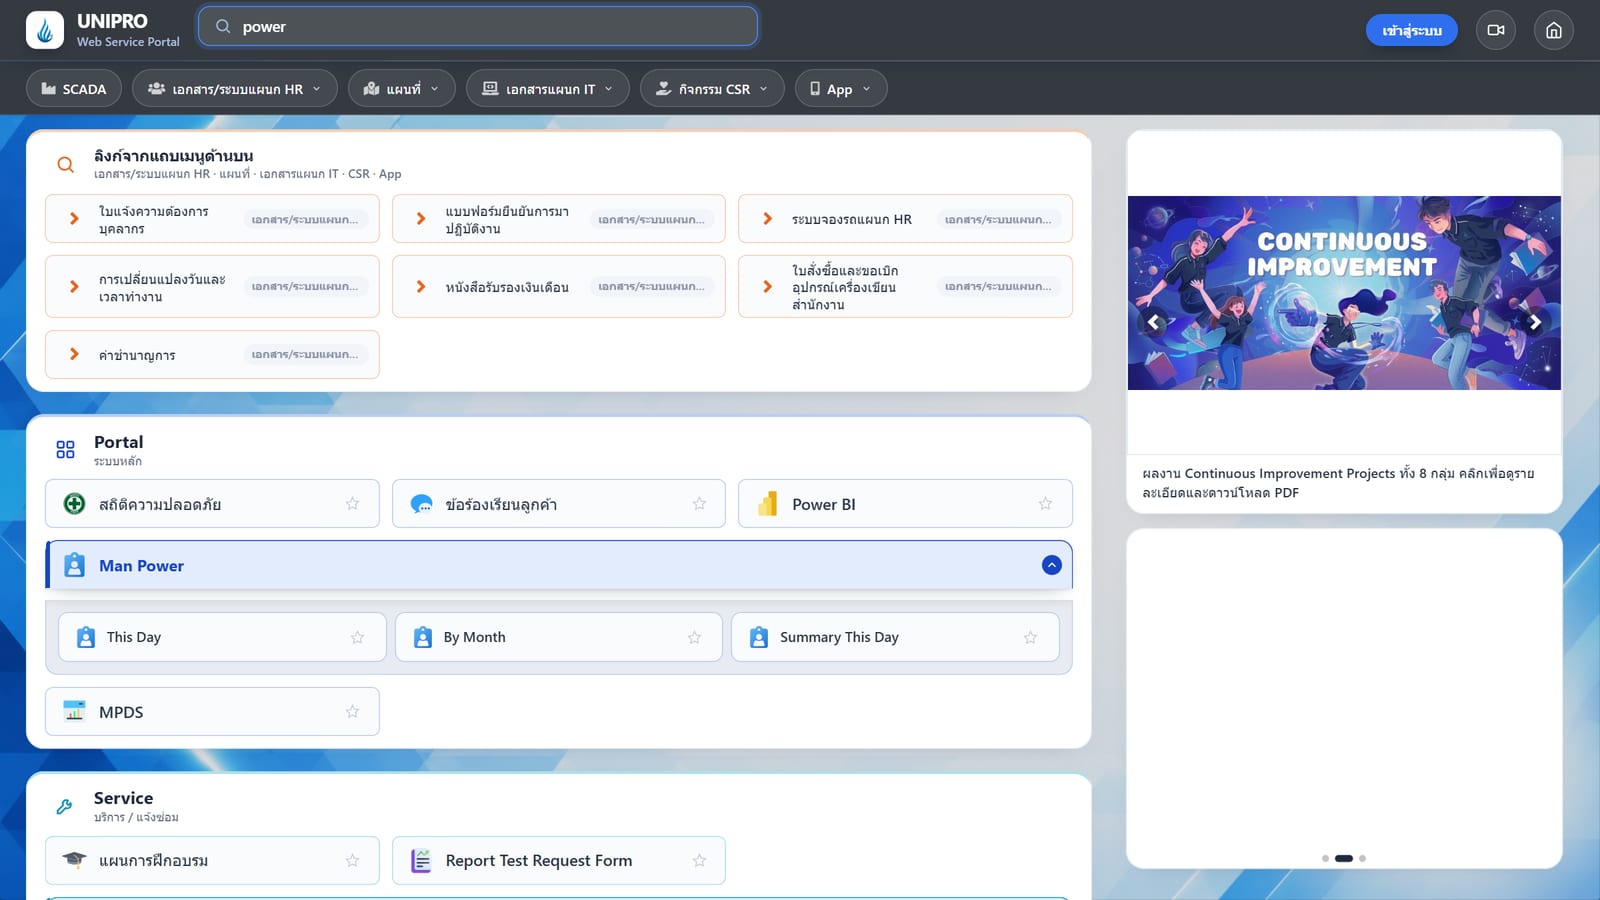 UNIPRO
Web Service Portal
power
เข้าสู่ระบบ
SCADA
เอกสาร/ระบบแผนก HR
แผนที่
เอกสารแผนก IT
กิจกรรม CSR
App
ลิงก์จากแถบเมนูด้านบน
เอกสาร/ระบบแผนก HR · แผนที่ · เอกสารแผนก IT · CSR · App
ใบแจ้งความต้องการ
บุคลากร
เอกสาร/ระบบแผนก...
แบบฟอร์มยืนยันการมา
ปฏิบัติงาน
เอกสาร/ระบบแผนก...
ระบบจองรถแผนก HR
เอกสาร/ระบบแผนก...
การเปลี่ยนแปลงวันและ
เวลาทำงาน
เอกสาร/ระบบแผนก...
หนังสือรับรองเงินเดือน
เอกสาร/ระบบแผนก...
ใบสั่งซื้อและขอเบิก
อุปกรณ์เครื่องเขียน
สำนักงาน
เอกสาร/ระบบแผนก...
ค่าชำนาญการ
เอกสาร/ระบบแผนก...
Portal
ระบบหลัก
สถิติความปลอดภัย
ข้อร้องเรียนลูกค้า
Power BI
Man Power
This Day
By Month
Summary This Day
MPDS
Service
บริการ / แจ้งซ่อม
แผนการฝึกอบรม
Report Test Request Form
CONTINUOUS
IMPROVEMENT
ผลงาน Continuous Improvement Projects ทั้ง 8 กลุ่ม คลิกเพื่อดูราย
ละเอียดและดาวน์โหลด PDF